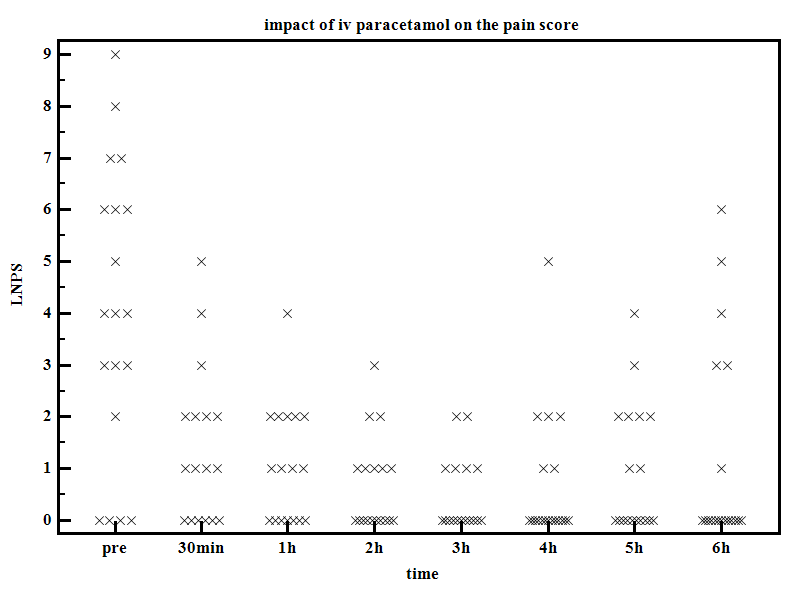 impact of iv paracetamol on the pain score
9
8
7
6
5
4
3
2
1
0
LNPS
pre 30min 1h 2h 3h 4h 5h 6h
time